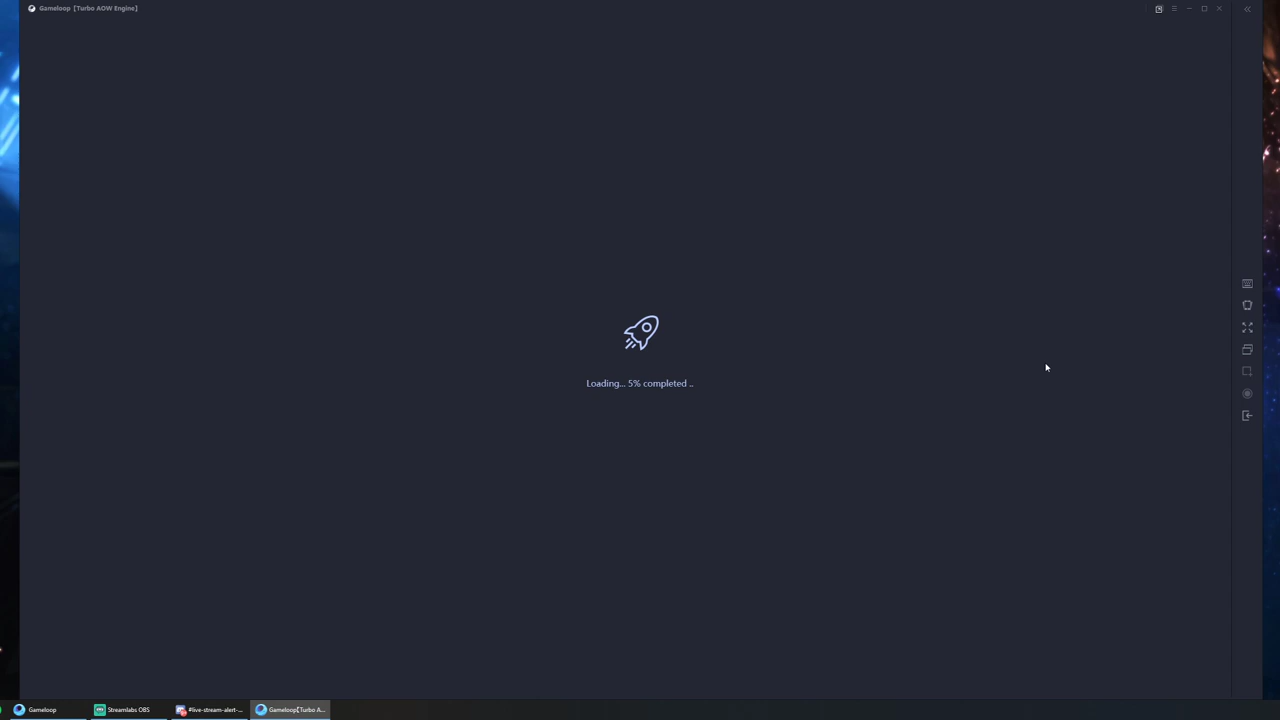 Gameloop【Turbo AOW Engine】
Loading... 5% completed ..
Gameloop
Streamlabs OBS
#live-stream-alert-...
Gameloop【Turbo A...